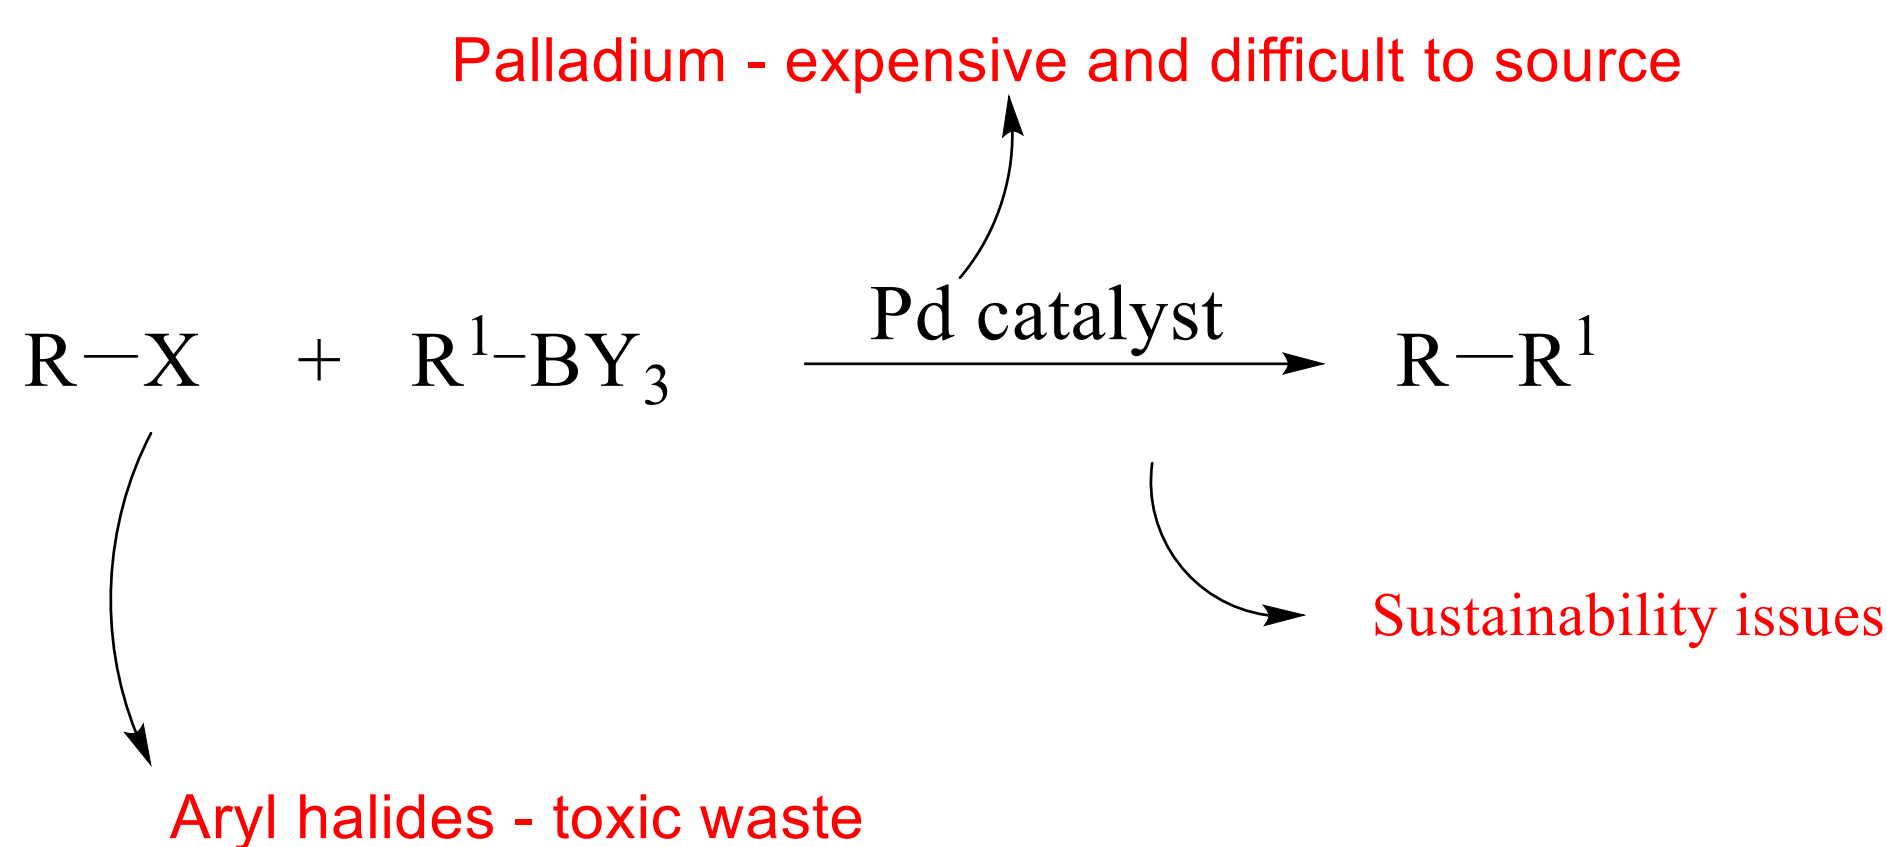 Palladium - expensive and difficult to source
Pd catalyst
R—X + R¹–BY₃ R—R¹
Sustainability issues
Aryl halides - toxic waste